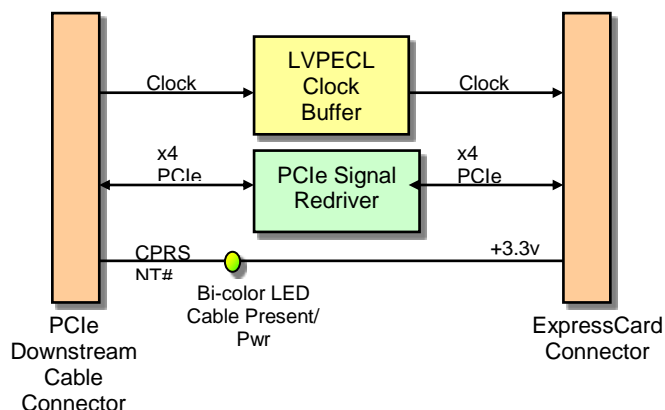 LVPECL
Clock
Buffer
Clock
Clock
x4
PCIe
PCIe Signal
Redriver
x4
PCIe
CPRS
NT#
+3.3v
Bi-color LED
Cable Present/
Pwr
PCIe
Downstream
Cable
Connector
ExpressCard
Connector